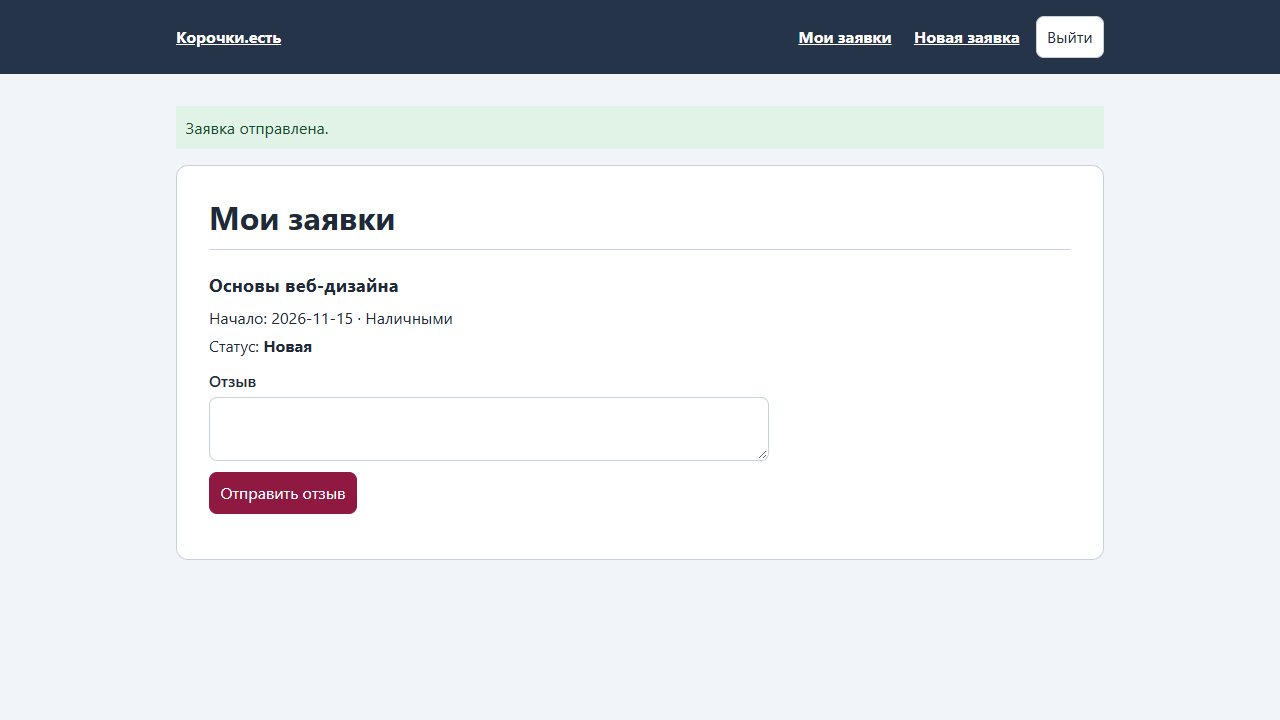 Корочки.есть
Мои заявки
Новая заявка
Выйти
Заявка отправлена.
Мои заявки
Основы веб-дизайна
Начало: 2026-11-15 · Наличными
Статус: Новая
Отзыв
Отправить отзыв